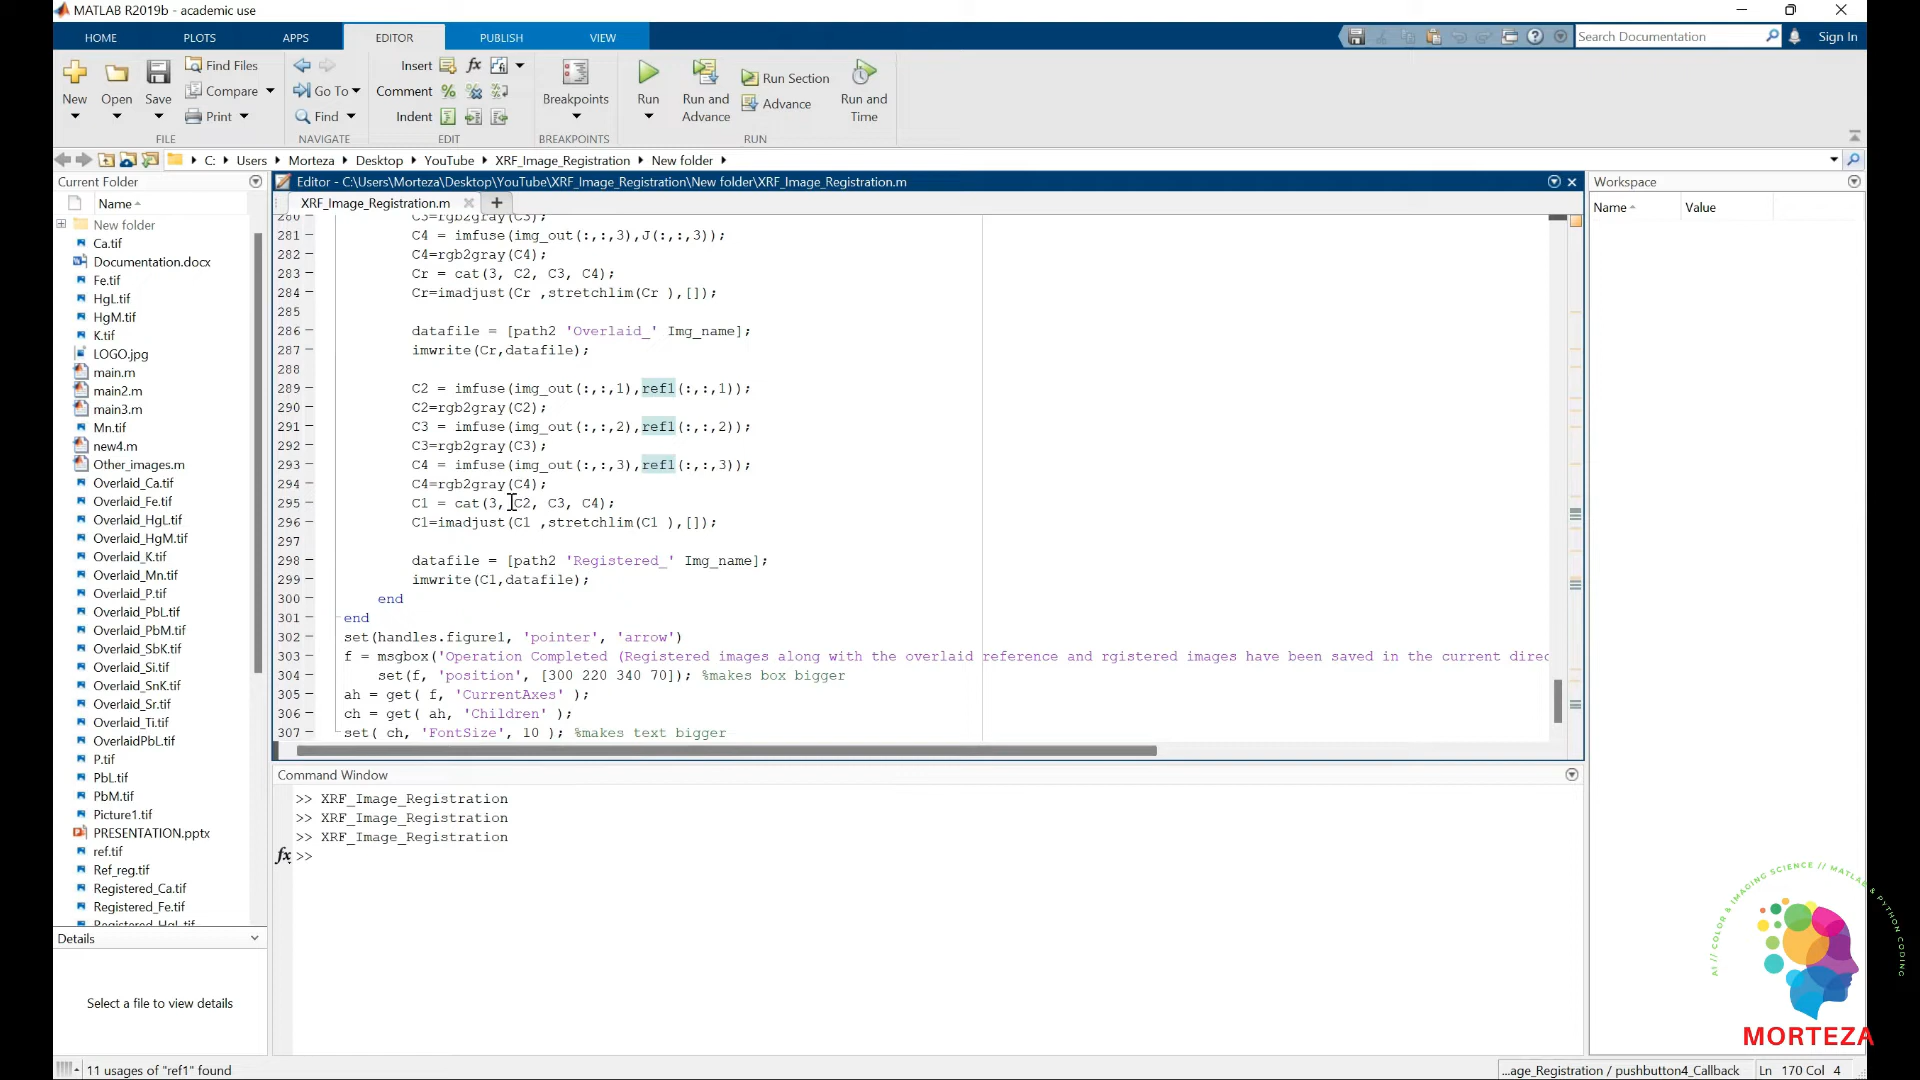 MATLAB R2019b - academic use
HOME PLOTS APPS EDITOR PUBLISH VIEW Search Documentation Sign In
New Open Save Find Files Compare Print
FILE
Go To Find
NAVIGATE
Insert fx
Comment
Indent
EDIT
Breakpoints
BREAKPOINTS
Run Run and Advance Run Section Advance Run and Time
RUN
C: Users Morteza Desktop YouTube XRF_Image_Registration New folder
Current Folder
Name
New folder
Ca.tif
Documentation.docx
Fe.tif
HgL.tif
HgM.tif
K.tif
LOGO.jpg
main.m
main2.m
main3.m
Mn.tif
new4.m
Other_images.m
Overlaid_Ca.tif
Overlaid_Fe.tif
Overlaid_HgL.tif
Overlaid_HgM.tif
Overlaid_K.tif
Overlaid_Mn.tif
Overlaid_P.tif
Overlaid_PbL.tif
Overlaid_PbM.tif
Overlaid_SbK.tif
Overlaid_Si.tif
Overlaid_SnK.tif
Overlaid_Sr.tif
Overlaid_Ti.tif
OverlaidPbL.tif
P.tif
PbL.tif
PbM.tif
Picture1.tif
PRESENTATION.pptx
ref.tif
Ref_reg.tif
Registered_Ca.tif
Registered_Fe.tif
Registered_HgL.tif
Details
Select a file to view details
Editor - C:\Users\Morteza\Desktop\YouTube\XRF_Image_Registration\New folder\XRF_Image_Registration.m
XRF_Image_Registration.m
280 C3=rgb2gray(C3);
281 C4 = imfuse(img_out(:,:,3),J(:,:,3));
282 C4=rgb2gray(C4);
283 Cr = cat(3, C2, C3, C4);
284 Cr=imadjust(Cr ,stretchlim(Cr ),[]);
285
286 datafile = [path2 'Overlaid_' Img_name];
287 imwrite(Cr,datafile);
288
289 C2 = imfuse(img_out(:,:,1),ref1(:,:,1));
290 C2=rgb2gray(C2);
291 C3 = imfuse(img_out(:,:,2),ref1(:,:,2));
292 C3=rgb2gray(C3);
293 C4 = imfuse(img_out(:,:,3),ref1(:,:,3));
294 C4=rgb2gray(C4);
295 C1 = cat(3, C2, C3, C4);
296 C1=imadjust(C1 ,stretchlim(C1 ),[]);
297
298 datafile = [path2 'Registered_' Img_name];
299 imwrite(C1,datafile);
300 end
301 end
302 set(handles.figure1, 'pointer', 'arrow')
303 f = msgbox('Operation Completed (Registered images along with the overlaid reference and rgistered images have been saved in the current direc
304 set(f, 'position', [300 220 340 70]); %makes box bigger
305 ah = get( f, 'CurrentAxes' );
306 ch = get( ah, 'Children' );
307 set( ch, 'FontSize', 10 ); %makes text bigger
Command Window
>> XRF_Image_Registration
>> XRF_Image_Registration
>> XRF_Image_Registration
fx >>
Workspace
Name Value
AI // COLOR & IMAGING SCIENCE // MATLAB & PYTHON CODING
MORTEZA
11 usages of "ref1" found
...age_Registration / pushbutton4_Callback Ln 170 Col 4